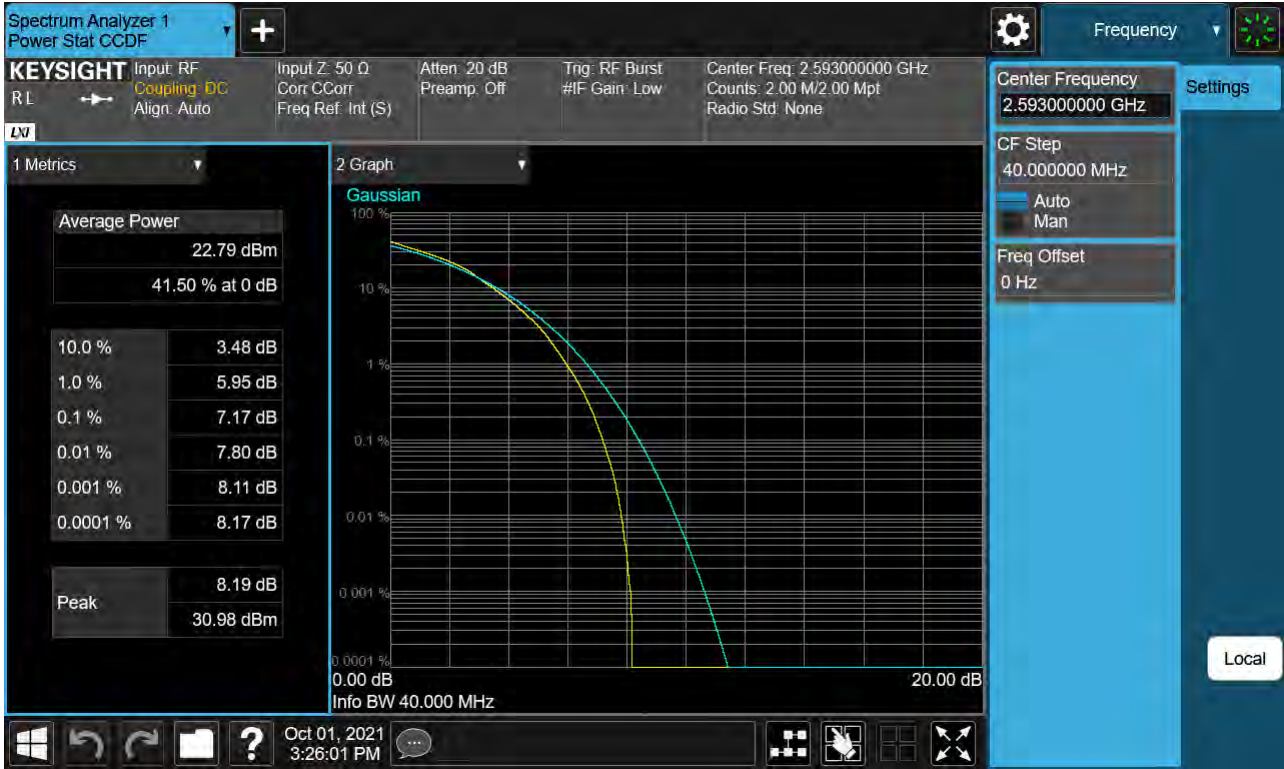 Spectrum Analyzer 1
Power Stat CCDF
Frequency
KEYSIGHT
RL
LXI
Input: RF
Coupling: DC
Align: Auto
Input Z: 50 Ω
Corr CCorr
Freq Ref: Int (S)
Atten: 20 dB
Preamp: Off
Trig: RF Burst
#IF Gain: Low
Center Freq: 2.593000000 GHz
Counts: 2.00 M/2.00 Mpt
Radio Std: None
Center Frequency
2.593000000 GHz
CF Step
40.000000 MHz
Auto
Man
Freq Offset
0 Hz
Settings
Local
1 Metrics
Average Power
22.79 dBm
41.50 % at 0 dB
10.0 % 3.48 dB
1.0 % 5.95 dB
0.1 % 7.17 dB
0.01 % 7.80 dB
0.001 % 8.11 dB
0.0001 % 8.17 dB
Peak
8.19 dB
30.98 dBm
2 Graph
Gaussian
100 %
10 %
1 %
0.1 %
0.01 %
0.001 %
0.0001 %
0.00 dB 20.00 dB
Info BW 40.000 MHz
Oct 01, 2021
3:26:01 PM